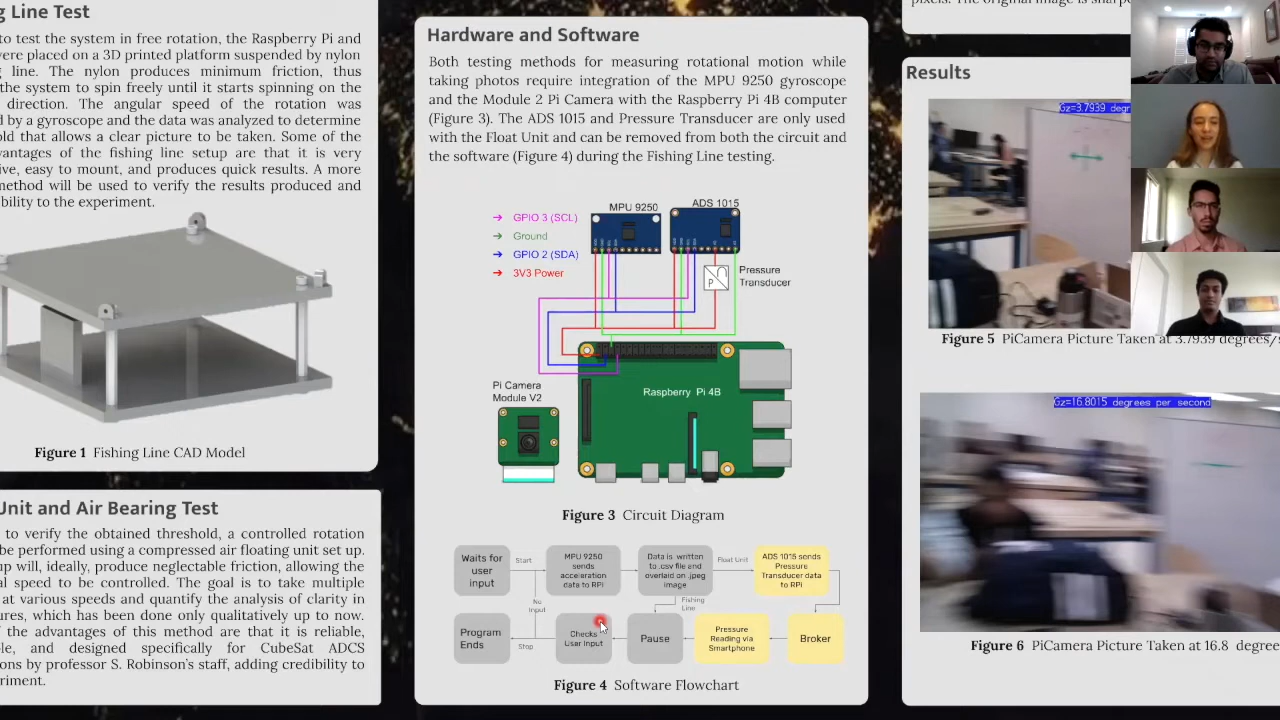 g Line Test
to test the system in free rotation, the Raspberry Pi and
were placed on a 3D printed platform suspended by nylon
line. The nylon produces minimum friction, thus
the system to spin freely until it starts spinning on the
direction. The angular speed of the rotation was
d by a gyroscope and the data was analyzed to determine
old that allows a clear picture to be taken. Some of the
vantages of the fishing line setup are that it is very
ive, easy to mount, and produces quick results. A more
method will be used to verify the results produced and
bility to the experiment.
Figure 1 Fishing Line CAD Model
Unit and Air Bearing Test
to verify the obtained threshold, a controlled rotation
be performed using a compressed air floating unit set up.
up Will, ideally, produce neglectable friction, allowing the
al speed to be controlled. The goal is to take multiple
at various speeds and quantify the analysis of clarity in
ures, which has been done only qualitatively up to now.
f the advantages of this method are that it is reliable,
le, and designed specifically for CubeSat ADCS
ons by professor S. Robinson's staff, adding credibility to
riment.
Hardware and Software
Both testing methods for measuring rotational motion while
taking photos require integration of the MPU 9250 gyroscope
and the Module 2 Pi Camera with the Raspberry Pi 4B computer
(Figure 3). The ADS 1015 and Pressure Transducer are only used
with the Float Unit and can be removed from both the circuit and
the software (Figure 4) during the Fishing Line testing.
MPU 9250
ADS 1015
GPIO 3 (SCL)
Ground
GPIO 2 (SDA)
3V3 Power
P
Pressure
Transducer
Pi Camera
Module V2
Raspberry Pi 4B
Figure 3 Circuit Diagram
Waits for
user
input
Start
MPU 9250
sends
acceleration
data to RPi
Data is written
to .csv file and
overlaid on .jpeg
image
Float Unit
ADS 1015 sends
Pressure
Transducer data
to RPi
No
Input
Fishing
Line
Program
Ends
Stop
Checks
User Input
Pause
Pressure
Reading via
Smartphone
Broker
Figure 4 Software Flowchart
Results
Gz=3.7939 degr
Figure 5 PiCamera Picture Taken at 3.7939 degrees/s
Gz=16.8015 degrees per second
Figure 6 PiCamera Picture Taken at 16.8 degree